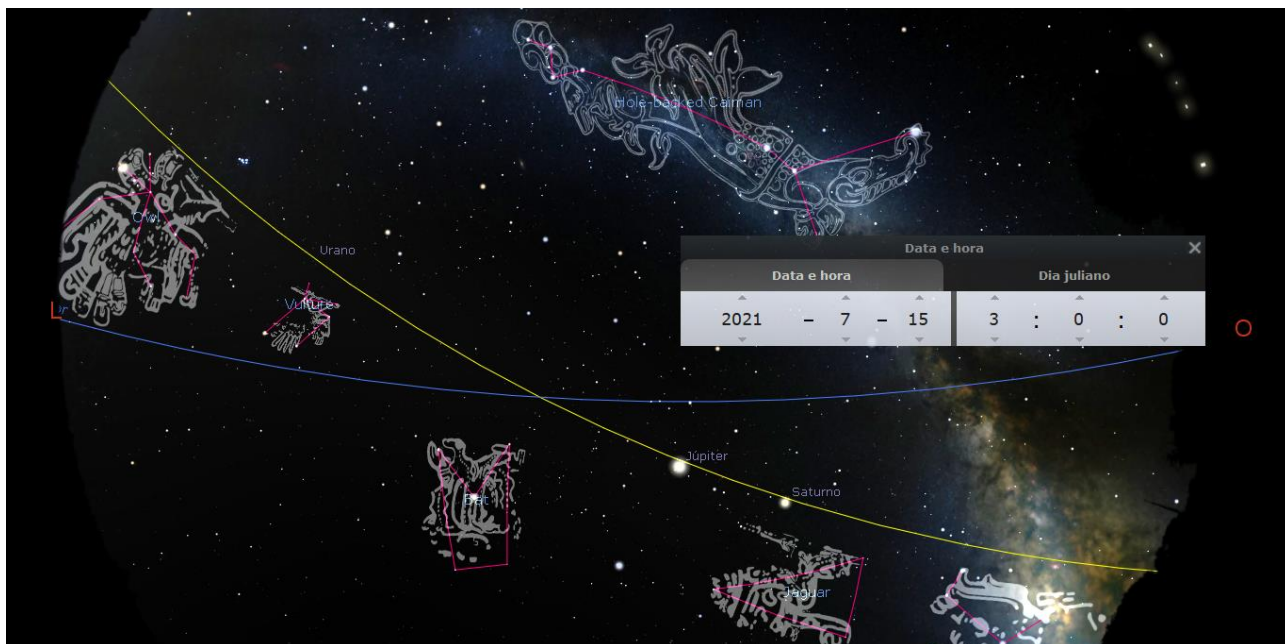 Hole-backed Caiman
Owl
Urano
Data e hora ×
Data e hora Dia juliano
Vulture
L
2021 – 7 – 15 3 : 0 : 0
O
Júpiter
Saturno
Bat
Jaguar